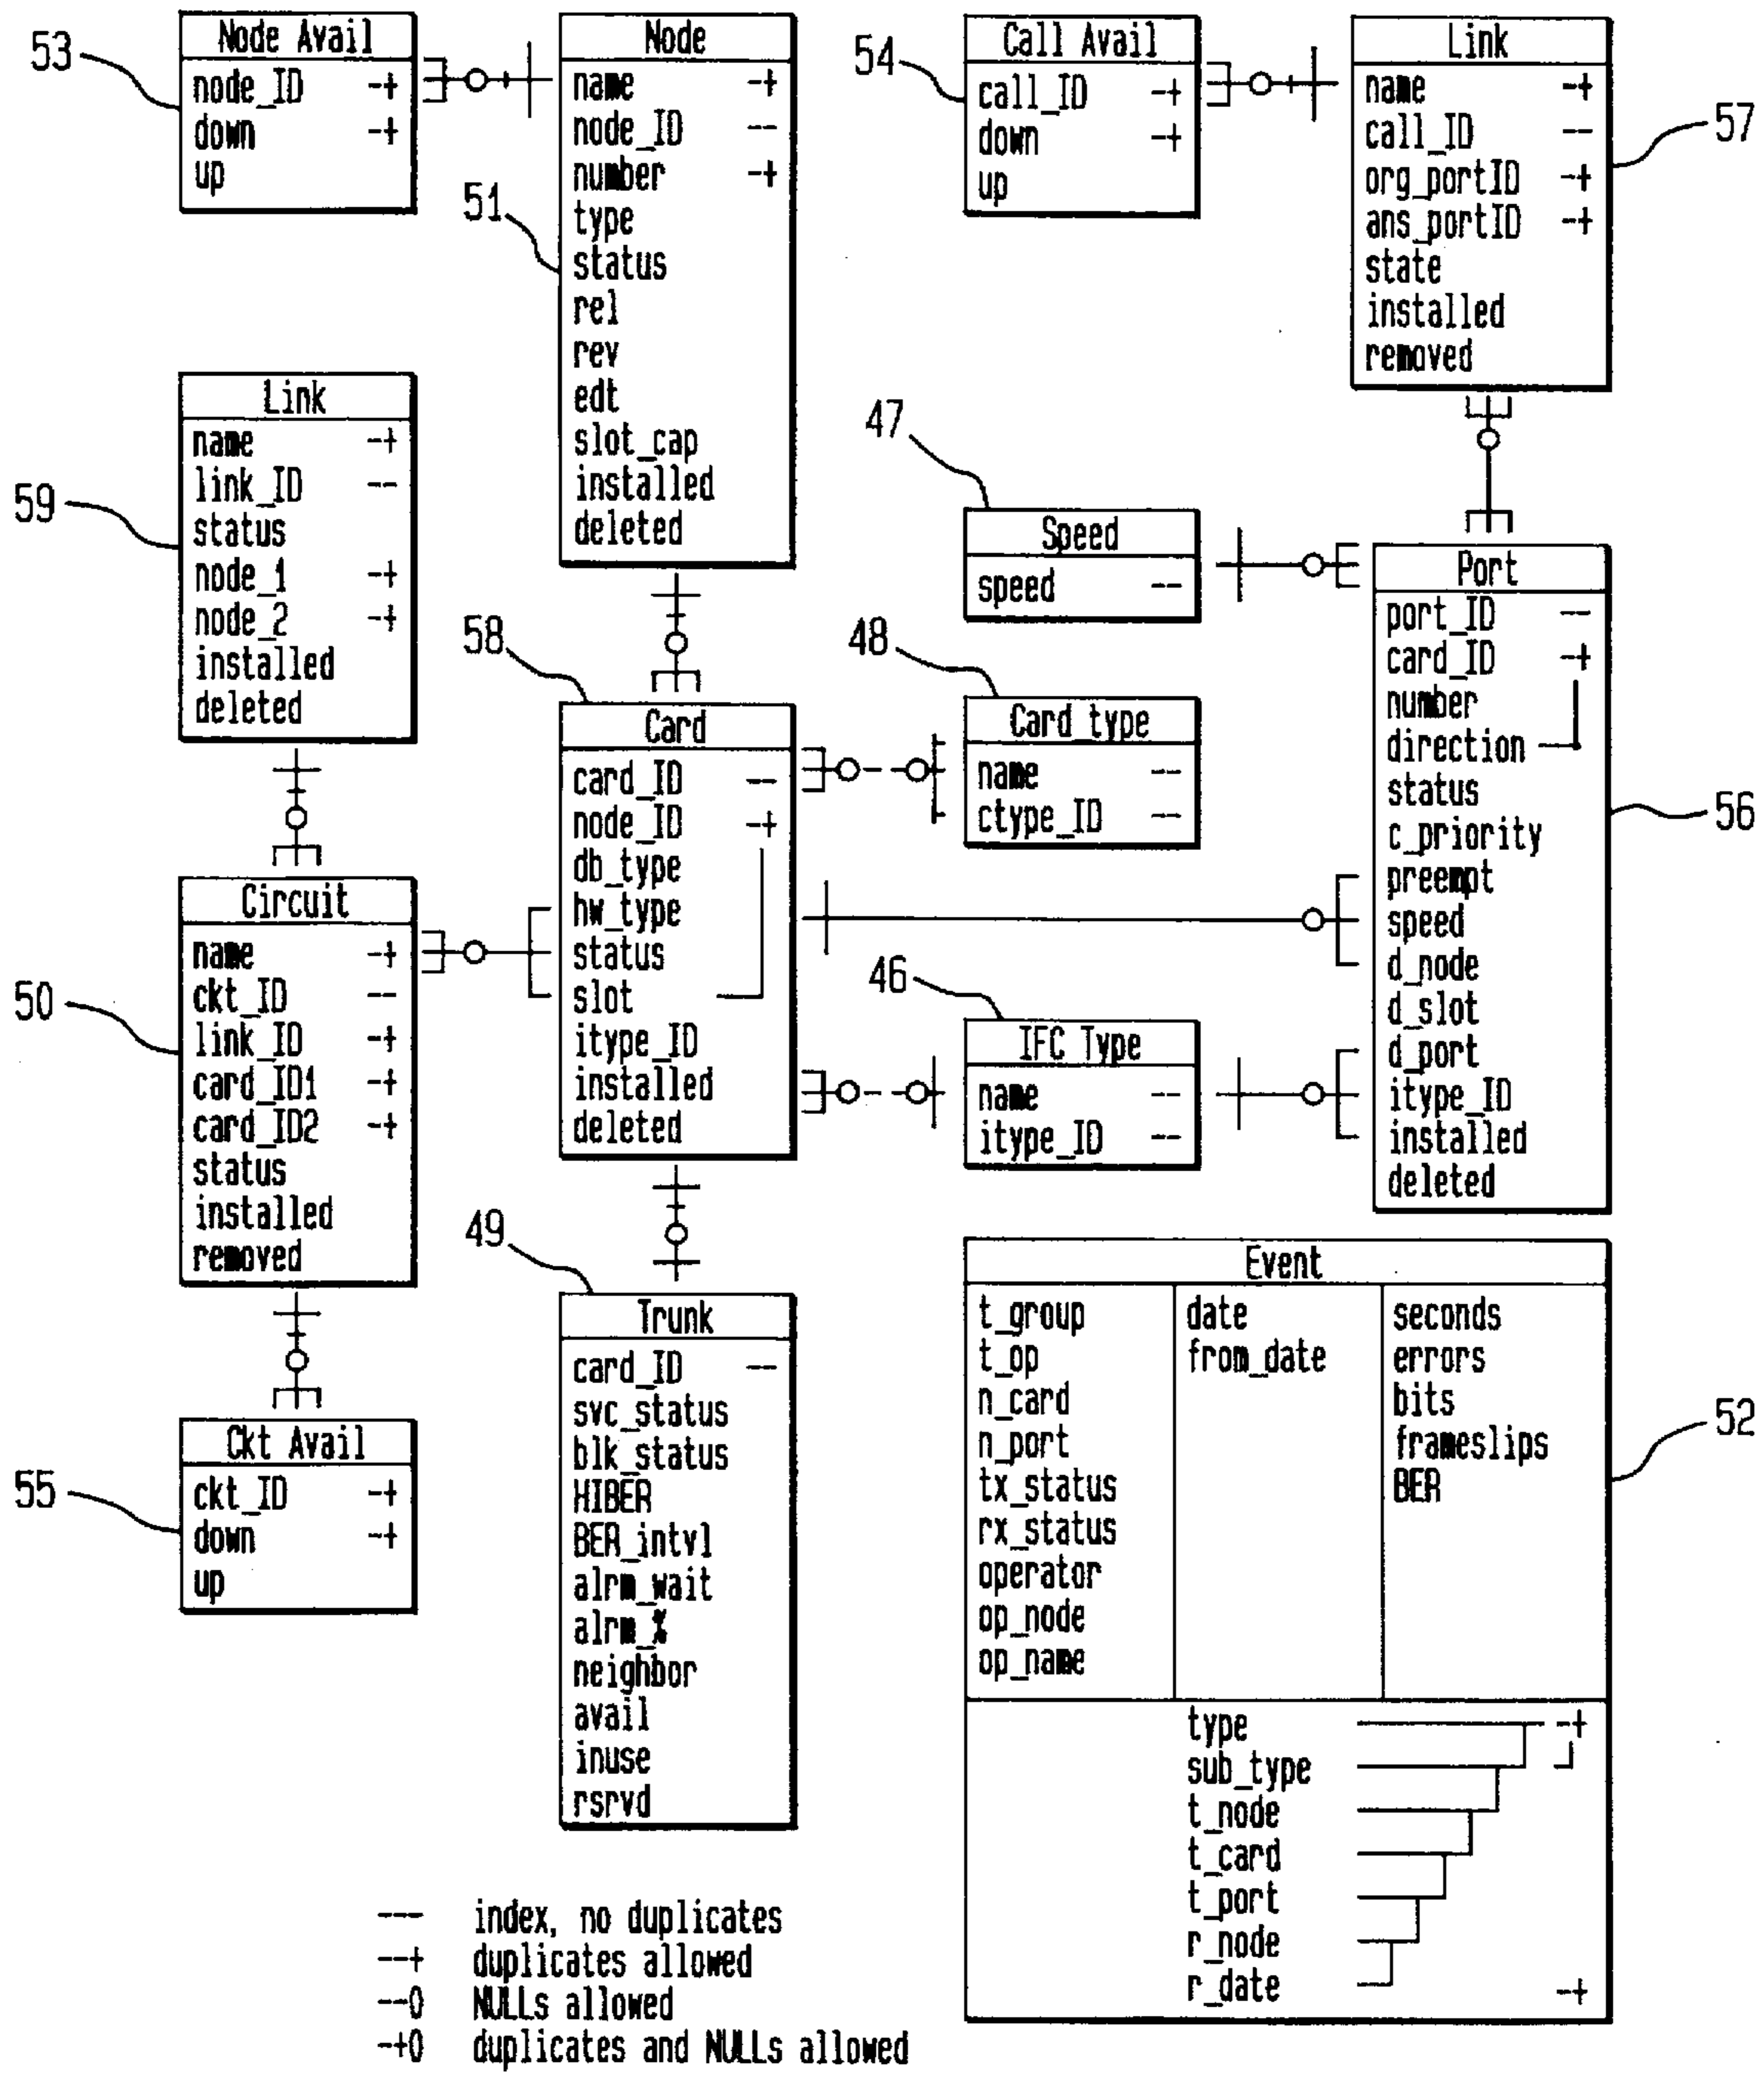 53
Node Avail
node_ID -+
down -+
up
Node
name -+
node_ID --
number -+
type
status
rel
rev
edt
slot_cap
installed
deleted
51
54
Call Avail
call_ID -+
down -+
up
Link
name -+
call_ID --
org_portID -+
ans_portID -+
state
installed
removed
57
59
Link
name -+
link_ID --
status
node_1 -+
node_2 -+
installed
deleted
47
Speed
speed --
58
Card
card_ID --
node_ID -+
db_type
hw_type
status
slot
itype_ID
installed
deleted
48
Card_type
name --
ctype_ID --
Port
port_ID --
card_ID -+
number
direction
status
c_priority
preempt
speed
d_node
d_slot
d_port
itype_ID
installed
deleted
56
50
Circuit
name -+
ckt_ID --
link_ID -+
card_ID1 -+
card_ID2 -+
status
installed
removed
46
IFC Type
name --
itype_ID --
55
Ckt Avail
ckt_ID -+
down -+
up
49
Trunk
card_ID --
svc_status
blk_status
HIBER
BER_intvl
alrm_wait
alrm_%
neighbor
avail
inuse
rsrvd
Event
t_group
t_op
n_card
n_port
tx_status
rx_status
operator
op_node
op_name
date
from_date
seconds
errors
bits
frameslips
BER
52
type -+
sub_type
t_node
t_card
t_port
r_node
r_date -+
--- index, no duplicates
--+ duplicates allowed
--0 NULLs allowed
-+0 duplicates and NULLs allowed